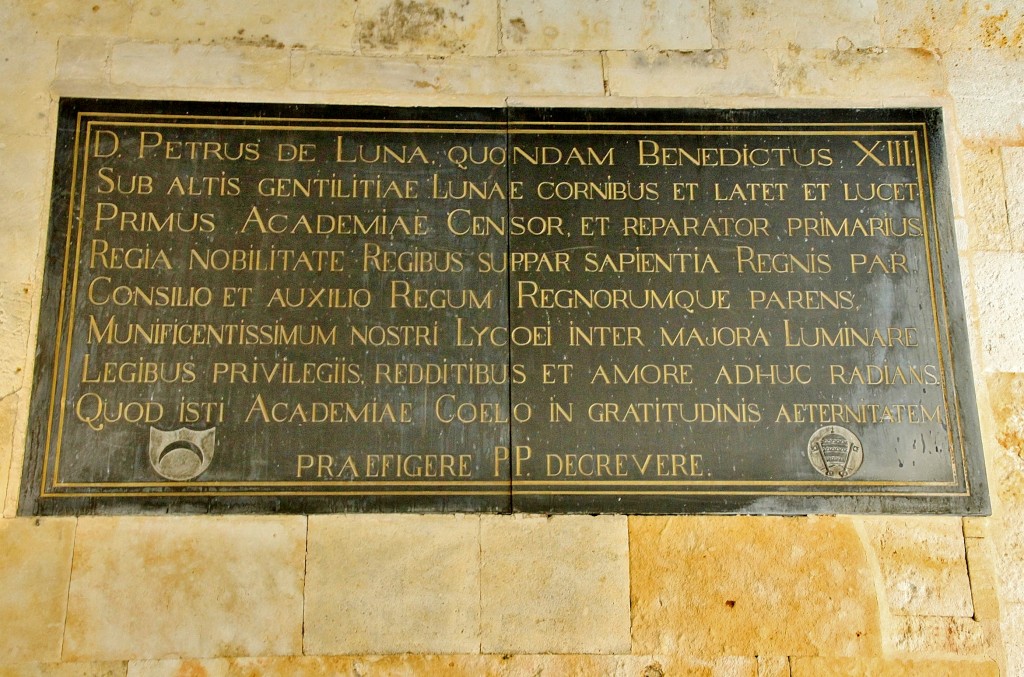 D. PETRUS DE LUNA, QUONDAM BENEDICTUS XIII.
SUB ALTIS GENTILITIAE LUNAE CORNIBUS ET LATET ET LUCET
PRIMUS ACADEMIAE CENSOR, ET REPARATOR PRIMARIUS
REGIA NOBILITATE REGIBUS SUPPAR SAPIENTIA REGNIS PAR,
CONSILIO ET AUXILIO REGUM REGNORUMQUE PARENS,
MUNIFICENTISSIMUM NOSTRI LYCOEI INTER MAJORA LUMINARE
LEGIBUS PRIVILEGIIS, REDDITIBUS ET AMORE ADHUC RADIANS.
QUOD ISTI ACADEMIAE COELO IN GRATITUDINIS AETERNITATEM
PRAEFIGERE PP. DECREVERE.